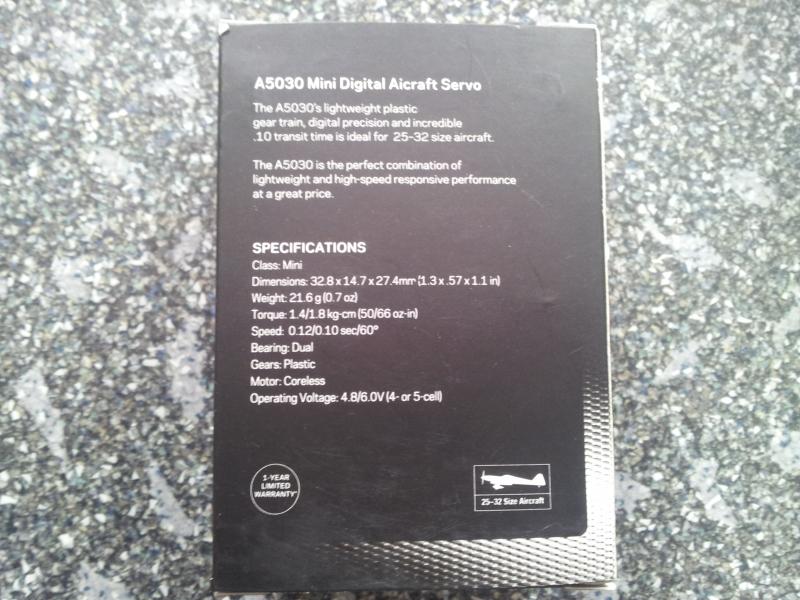 A5030 Mini Digital Aicraft Servo
The A5030's lightweight plastic
gear train, digital precision and incredible
.10 transit time is ideal for 25-32 size aircraft.
The A5030 is the perfect combination of
lightweight and high-speed responsive performance
at a great price.
SPECIFICATIONS
Class: Mini
Dimensions: 32.8 x 14.7 x 27.4mm (1.3 x .57 x 1.1 in)
Weight: 21.6 g (0.7 oz)
Torque: 1.4/1.8 kg-cm (50/66 oz-in)
Speed: 0.12/0.10 sec/60°
Bearing: Dual
Gears: Plastic
Motor: Coreless
Operating Voltage: 4.8/6.0V (4- or 5-cell)
1-YEAR
LIMITED
WARRANTY*
25-32 Size Aircraft